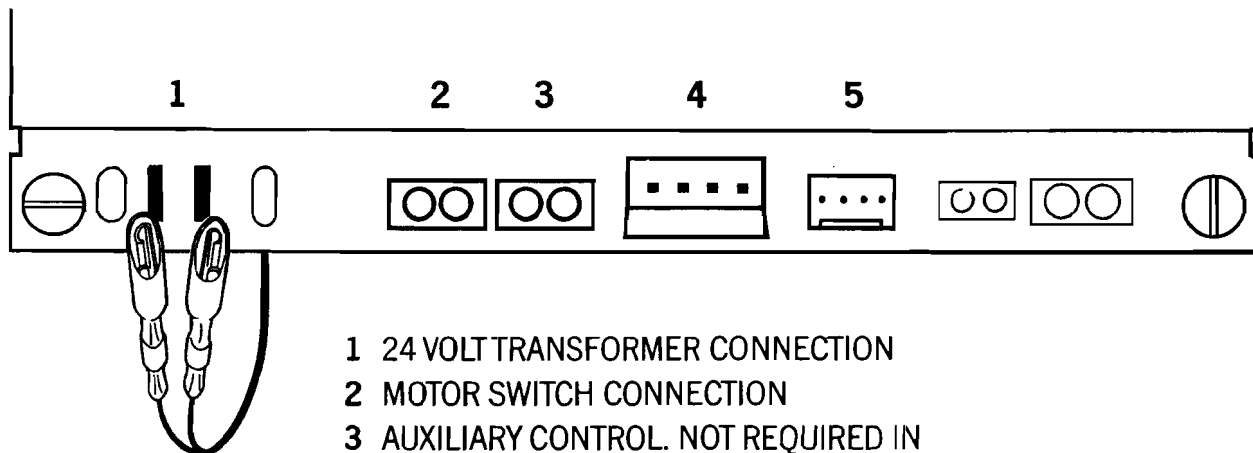 1 2 3 4 5
1 24 VOLT TRANSFORMER CONNECTION
2 MOTOR SWITCH CONNECTION
3 AUXILIARY CONTROL. NOT REQUIRED IN